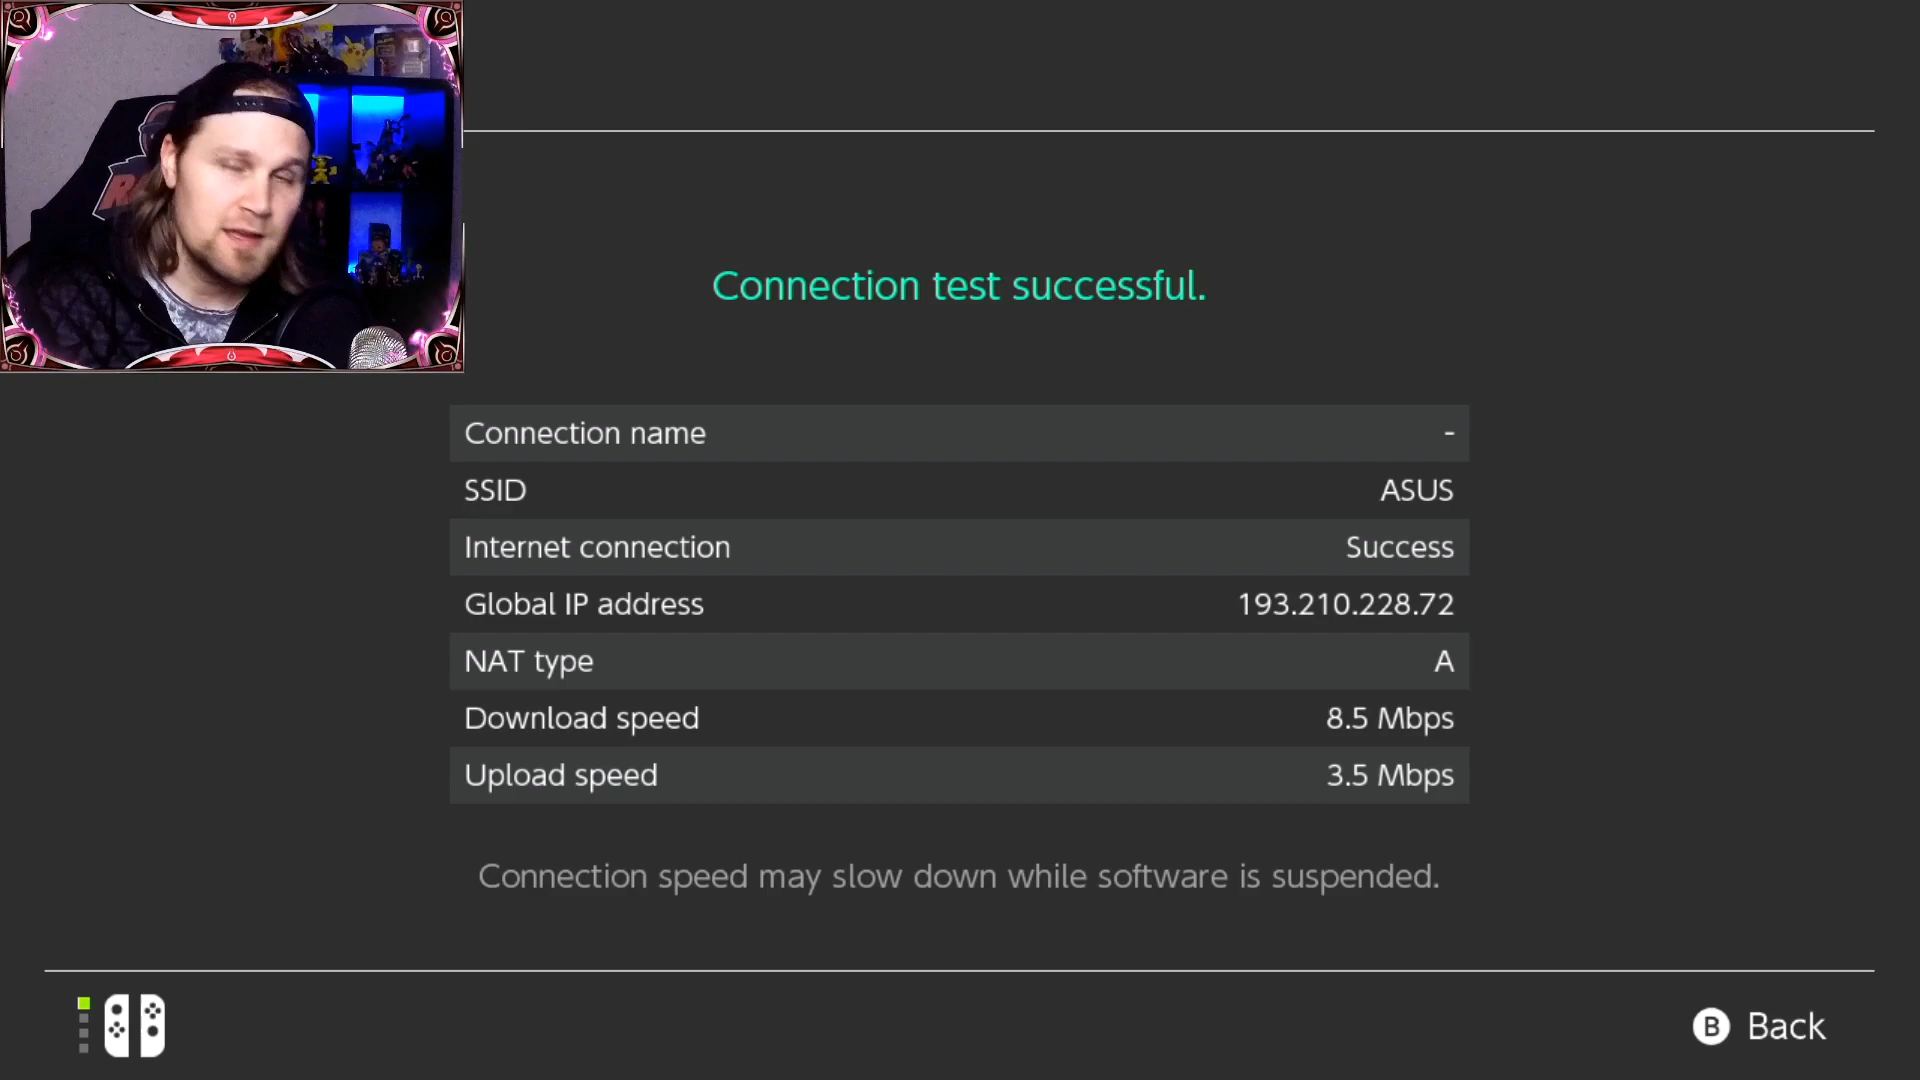 Connection test successful.
Connection name -
SSID ASUS
Internet connection Success
Global IP address 193.210.228.72
NAT type A
Download speed 8.5 Mbps
Upload speed 3.5 Mbps
Connection speed may slow down while software is suspended.
B Back